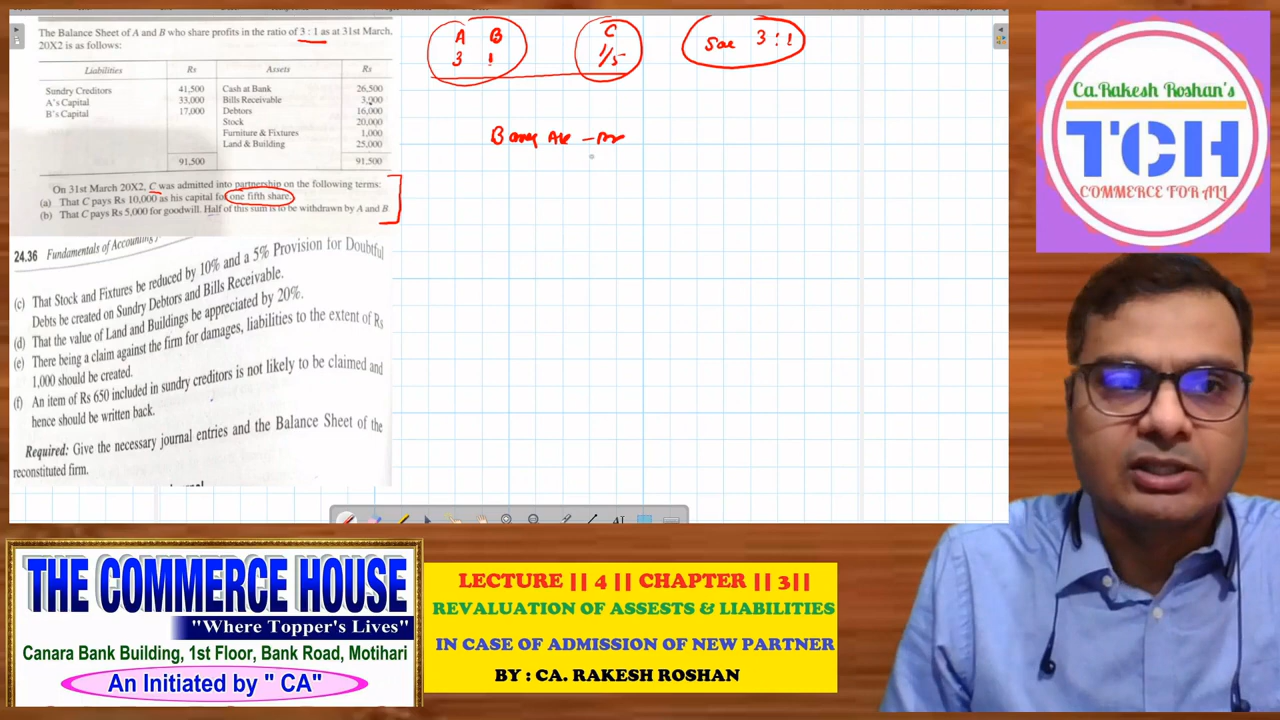 The Balance Sheet of A and B who share profits in the ratio of 3 : 1 as at 31st March,
20X2 is as follows:
Liabilities Rs Assets Rs
Sundry Creditors 41,500 Cash at Bank 26,500
A's Capital 33,000 Bills Receivable 3,000
B's Capital 17,000 Debtors 16,000
Stock 20,000
Furniture & Fixtures 1,000
Land & Building 25,000
91,500 91,500
On 31st March 20X2, C was admitted into partnership on the following terms:
(a) That C pays Rs 10,000 as his capital for one fifth share.
(b) That C pays Rs 5,000 for goodwill. Half of this sum is to be withdrawn by A and B.
24.36 Fundamentals of Accounting
(c) That Stock and Fixtures be reduced by 10% and a 5% Provision for Doubtful
Debts be created on Sundry Debtors and Bills Receivable.
(d) That the value of Land and Buildings be appreciated by 20%.
(e) There being a claim against the firm for damages, liabilities to the extent of Rs
1,000 should be created.
(f) An item of Rs 650 included in sundry creditors is not likely to be claimed and
hence should be written back.
Required: Give the necessary journal entries and the Balance Sheet of the
reconstituted firm.
A B C
3 1 1/5
3 : 1
Ca.Rakesh Roshan's
TCH
COMMERCE FOR ALL
THE COMMERCE HOUSE
"Where Topper's Lives"
Canara Bank Building, 1st Floor, Bank Road, Motihari
An Initiated by " CA"
LECTURE || 4 || CHAPTER || 3||
REVALUATION OF ASSESTS & LIABILITIES
IN CASE OF ADMISSION OF NEW PARTNER
BY : CA. RAKESH ROSHAN